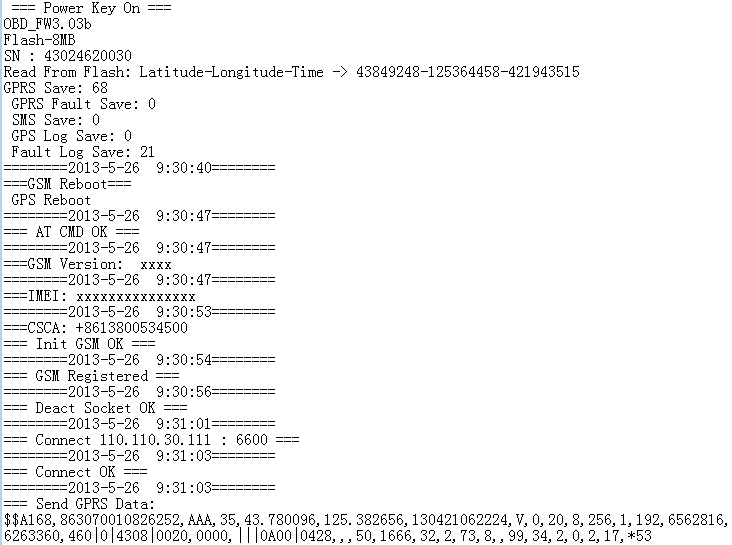 === Power Key On ===
OBD_FW3.03b
Flash-8MB
SN : 43024620030
Read From Flash: Latitude-Longitude-Time -> 43849248-125364458-421943515
GPRS Save: 68
GPRS Fault Save: 0
SMS Save: 0
GPS Log Save: 0
Fault Log Save: 21
========2013-5-26  9:30:40========
===GSM Reboot===
GPS Reboot
========2013-5-26  9:30:47========
=== AT CMD OK ===
========2013-5-26  9:30:47========
===GSM Version:  xxxx
========2013-5-26  9:30:47========
===IMEI: xxxxxxxxxxxxxxx
========2013-5-26  9:30:53========
===CSCA: +8613800534500
=== Init GSM OK ===
========2013-5-26  9:30:54========
=== GSM Registered ===
========2013-5-26  9:30:56========
=== Deact Socket OK ===
========2013-5-26  9:31:01========
=== Connect 110.110.30.111 : 6600 ===
========2013-5-26  9:31:03========
=== Connect OK ===
========2013-5-26  9:31:03========
=== Send GPRS Data:
$$A168,863070010826252,AAA,35,43.780096,125.382656,130421062224,V,0,20,8,256,1,192,6562816,
6263360,460|0|4308|0020,0000,|||0A00|0428,,,50,1666,32,2,73,8,,99,34,2,0,2,17,*53